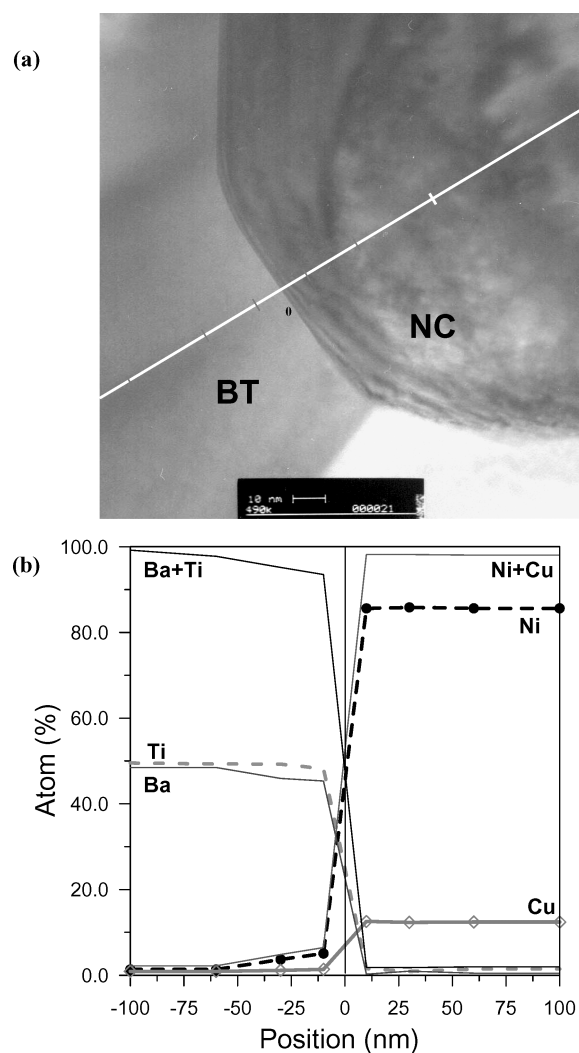 (a)
0
NC
BT
10 nm
490k 000021
(b)
100.0
80.0
60.0
40.0
20.0
0.0
Atom (%)
Ba+Ti
Ni+Cu
Ni
Ti
Ba
Cu
-100 -75 -50 -25 0 25 50 75 100
Position (nm)